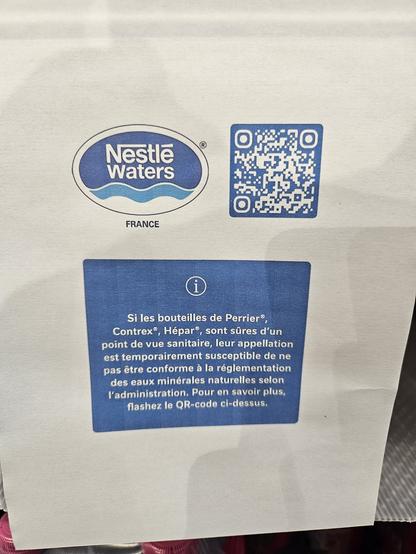 Nestlé®
Waters
FRANCE
i
Si les bouteilles de Perrier®,
Contrex®, Hépar®, sont sûres d'un
point de vue sanitaire, leur appellation
est temporairement susceptible de ne
pas être conforme à la réglementation
des eaux minérales naturelles selon
l'administration. Pour en savoir plus,
flashez le QR-code ci-dessus.